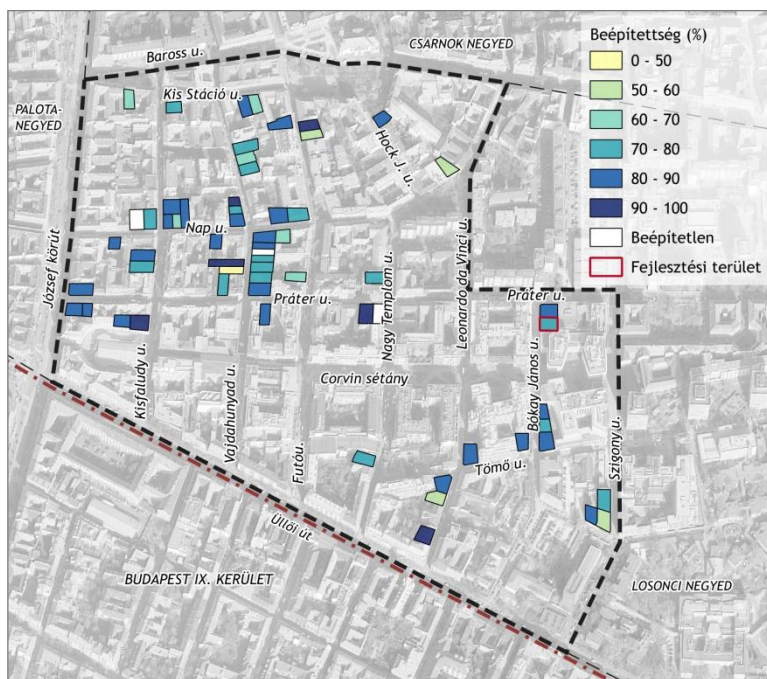 Baross u.
CSARNOK NEGYED
Beépítettség (%)
0 - 50
50 - 60
60 - 70
70 - 80
80 - 90
90 - 100
Beépítetlen
Fejlesztési terület
Kis Stáció u.
PALOTA-
NEGYED
Hock J. u.
Nap u.
József körút
Leonardo da Vinci u.
Práter u.
Práter u.
Nagy Templom u.
Kisfaludy u.
Corvin sétány
Bókay János u.
Vajdahunyad u.
Futóu.
Szigony u.
Tömő u.
Üllői út
BUDAPEST IX. KERÜLET
LOSONCI NEGYED